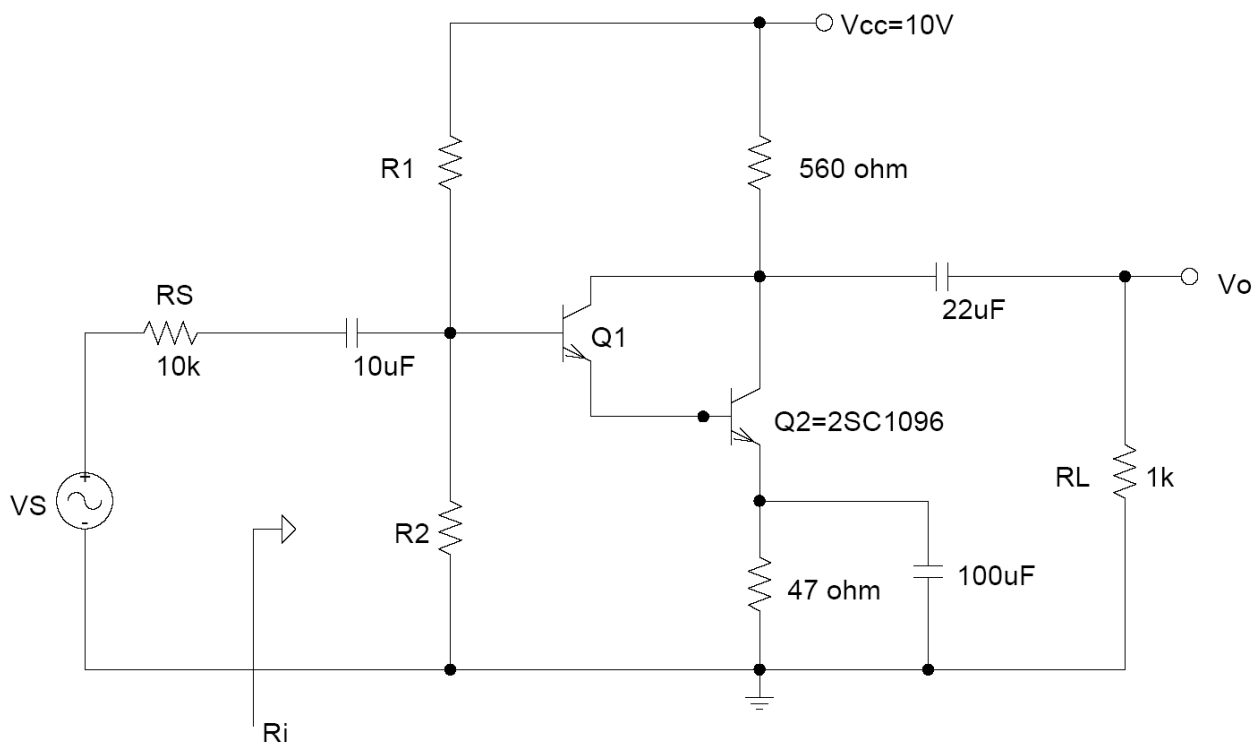 Vcc=10V
R1
560 ohm
RS
10k
10uF
Q1
22uF
Vo
Q2=2SC1096
VS
+
-
R2
RL
1k
47 ohm
100uF
Ri